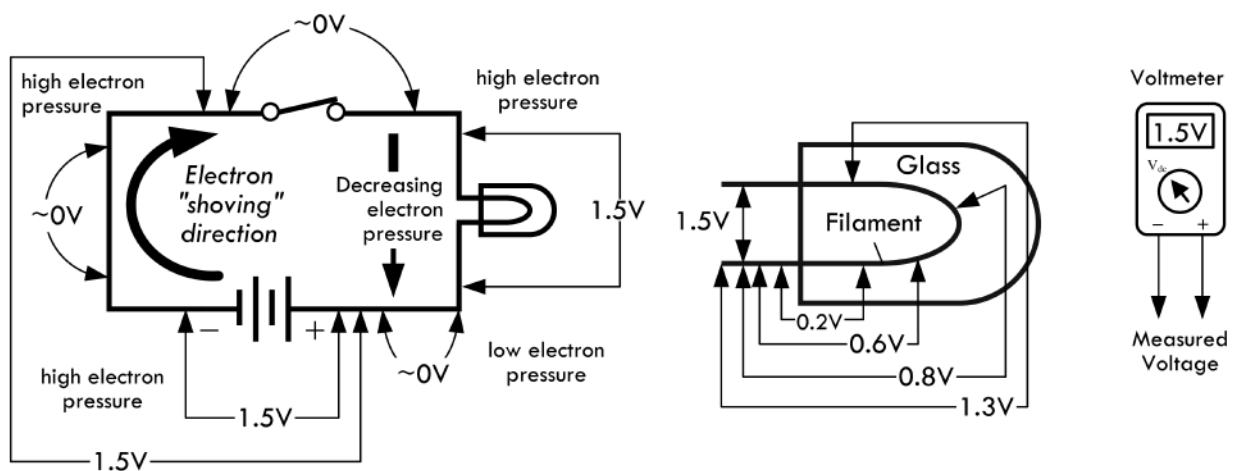 ~0V
high electron
pressure
high electron
pressure
~0V
Electron
"shoving"
direction
Decreasing
electron
pressure
1.5V
−
+
~0V
high electron
pressure
low electron
pressure
1.5V
1.5V
Glass
1.5V
Filament
0.2V
0.6V
0.8V
1.3V
Voltmeter
1.5V
Vdc
−
+
Measured
Voltage